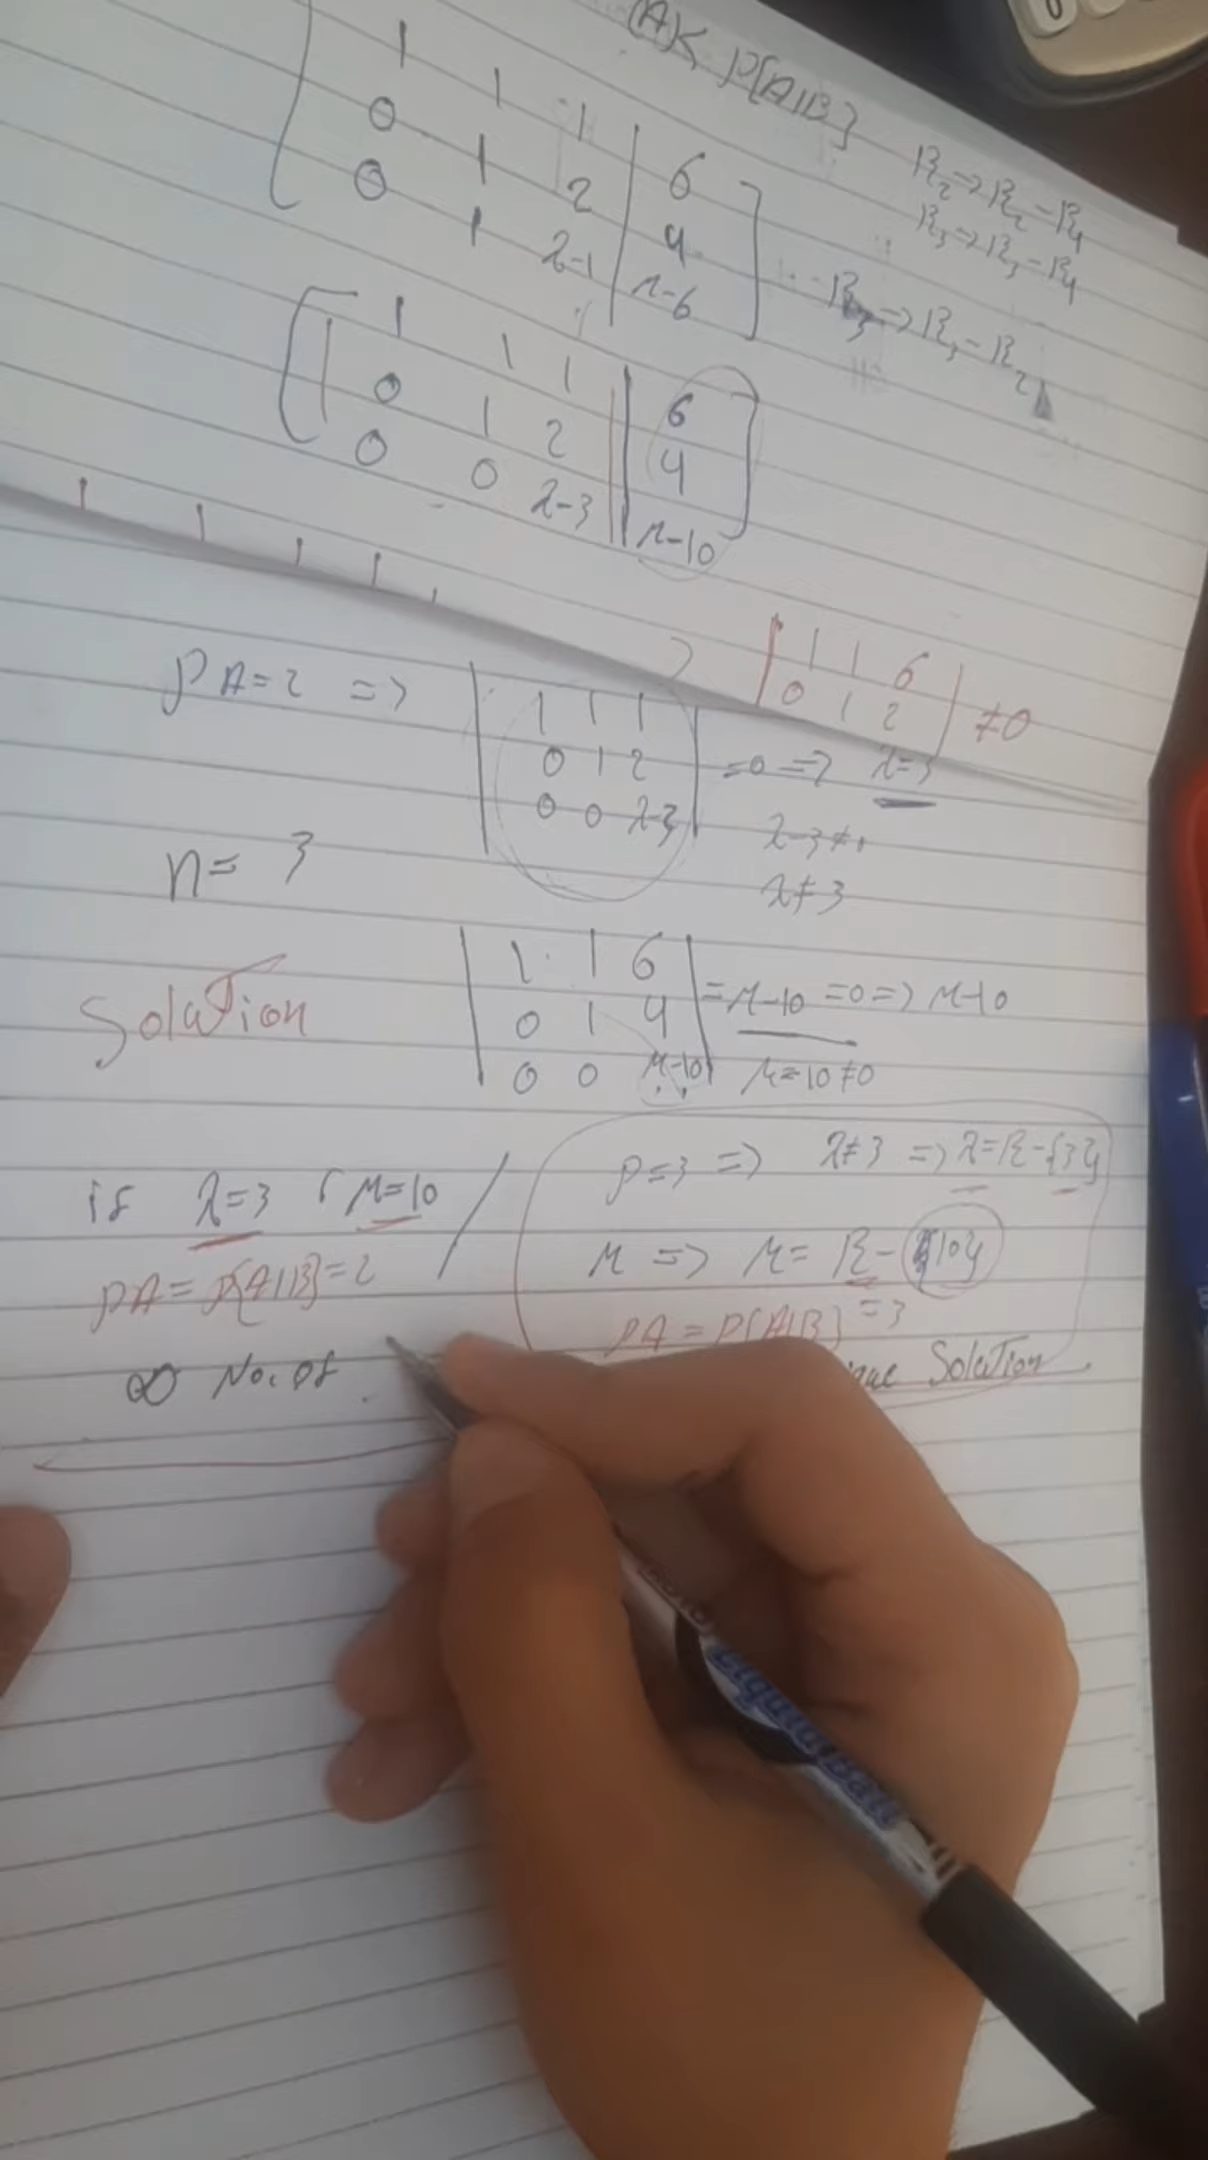 (A) < ρ[A|B]
1 1 1 | 6
0 1 2 | 4
0 1 λ-1 | μ-6
R₂ => R₂ - R₁
R₃ => R₃ - R₁
R₃ => R₃ - R₂
1 1 1 | 6
0 1 2 | 4
0 0 λ-3 | μ-10
1 1 6
0 1 2
≠0
ρA=2 =>
1 1 1
0 1 2
0 0 λ-3
=0 => λ=3
λ-3≠
λ≠3
n= 3
1 1 6
0 1 4
0 0 μ-10
= μ-10 =0 => μ-10
μ=10≠0
Solution
if λ=3 , μ=10
ρA = ρ[A|B] = 2
∞ No. of
ρ=3 => λ≠3 => λ=R-{3}
μ => μ= R-{10}
ρA = ρ[A|B] =3
que Solution
Liquid Ball